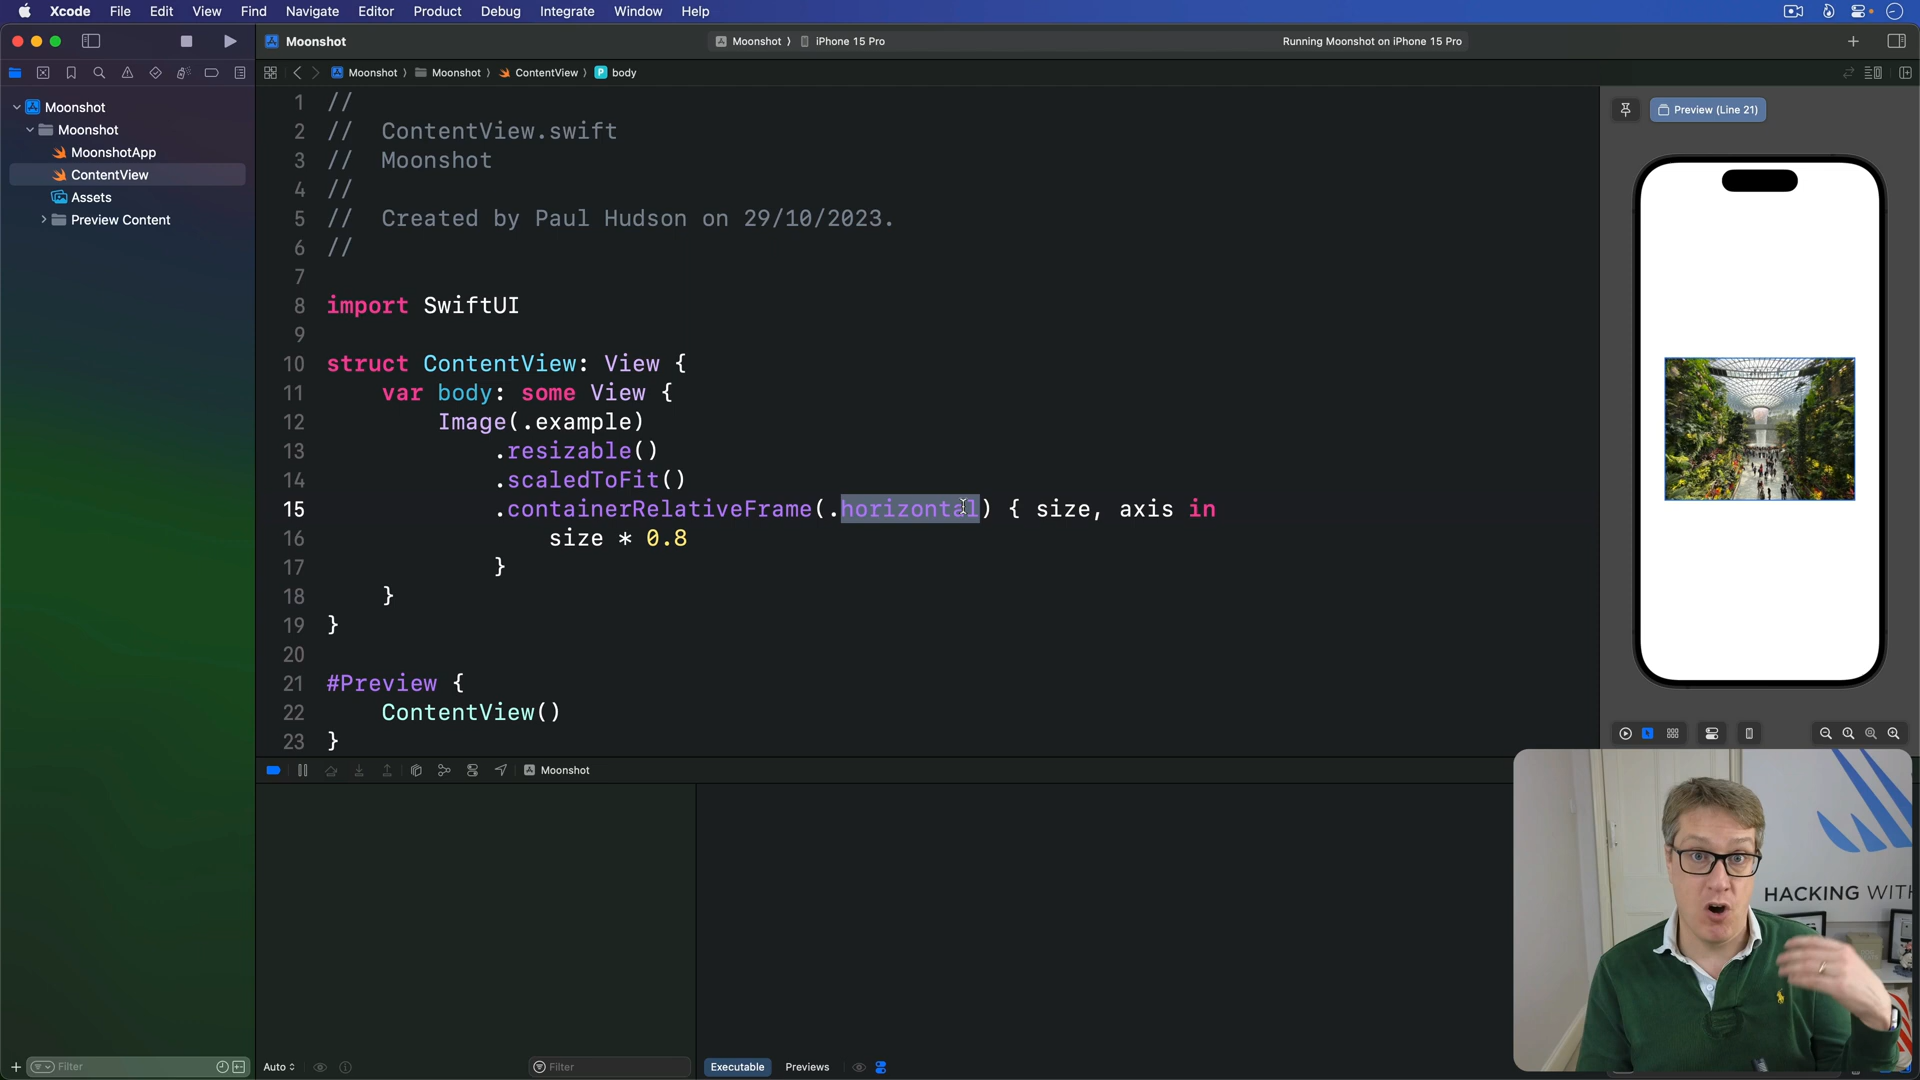 Xcode File Edit View Find Navigate Editor Product Debug Integrate Window Help
Moonshot
Moonshot 〉 iPhone 15 Pro
Running Moonshot on iPhone 15 Pro
Moonshot 〉 Moonshot 〉 ContentView 〉 P body
Moonshot
Moonshot
MoonshotApp
ContentView
Assets
Preview Content
1 //
2 // ContentView.swift
3 // Moonshot
4 //
5 // Created by Paul Hudson on 29/10/2023.
6 //
7
8 import SwiftUI
9
10 struct ContentView: View {
11 var body: some View {
12 Image(.example)
13 .resizable()
14 .scaledToFit()
15 .containerRelativeFrame(.horizontal) { size, axis in
16 size * 0.8
17 }
18 }
19 }
20
21 #Preview {
22 ContentView()
23 }
Preview (Line 21)
Moonshot
HACKING WITH
Filter
Auto
Filter
Executable Previews